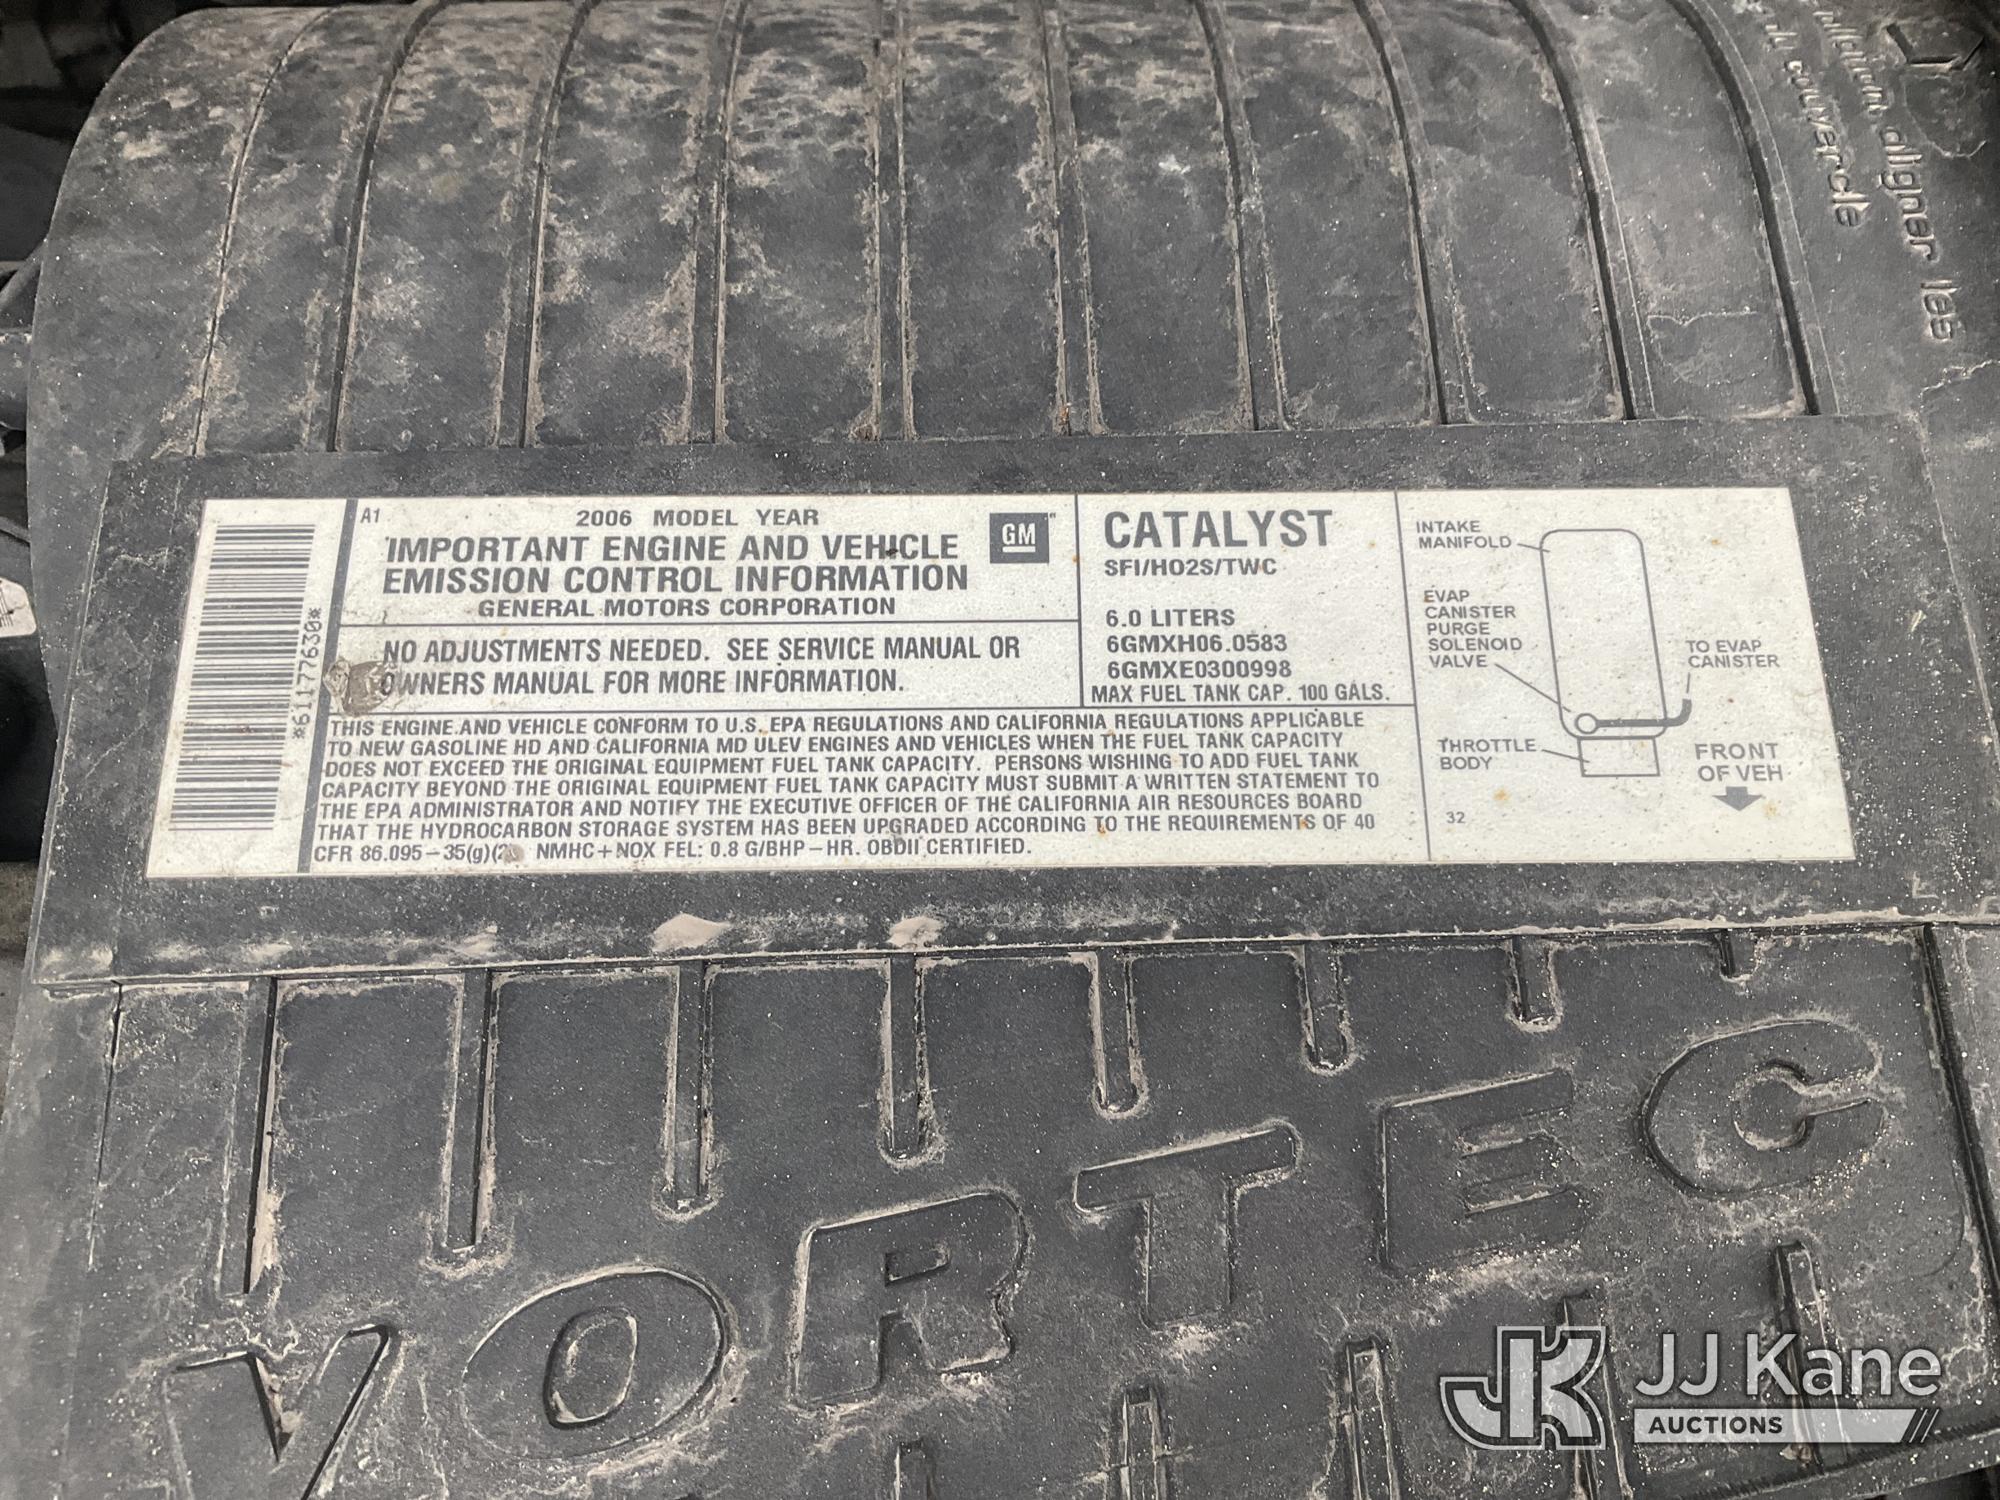 alligner les
du couvercle
*61177630*
A1
2006 MODEL YEAR
IMPORTANT ENGINE AND VEHICLE
EMISSION CONTROL INFORMATION
GENERAL MOTORS CORPORATION
GM
NO ADJUSTMENTS NEEDED. SEE SERVICE MANUAL OR
OWNERS MANUAL FOR MORE INFORMATION.
CATALYST
SFI/HO2S/TWC
6.0 LITERS
6GMXH06.0583
6GMXE0300998
MAX FUEL TANK CAP. 100 GALS.
THIS ENGINE AND VEHICLE CONFORM TO U.S. EPA REGULATIONS AND CALIFORNIA REGULATIONS APPLICABLE
TO NEW GASOLINE HD AND CALIFORNIA MD ULEV ENGINES AND VEHICLES WHEN THE FUEL TANK CAPACITY
DOES NOT EXCEED THE ORIGINAL EQUIPMENT FUEL TANK CAPACITY. PERSONS WISHING TO ADD FUEL TANK
CAPACITY BEYOND THE ORIGINAL EQUIPMENT FUEL TANK CAPACITY MUST SUBMIT A WRITTEN STATEMENT TO
THE EPA ADMINISTRATOR AND NOTIFY THE EXECUTIVE OFFICER OF THE CALIFORNIA AIR RESOURCES BOARD
THAT THE HYDROCARBON STORAGE SYSTEM HAS BEEN UPGRADED ACCORDING TO THE REQUIREMENTS OF 40
CFR 86.095-35(g)(2 NMHC+NOX FEL: 0.8 G/BHP-HR. OBDII CERTIFIED.
INTAKE
MANIFOLD
EVAP
CANISTER
PURGE
SOLENOID
VALVE
TO EVAP
CANISTER
THROTTLE
BODY
FRONT
OF VEH
32
VORTEC
JK
JJ Kane
AUCTIONS